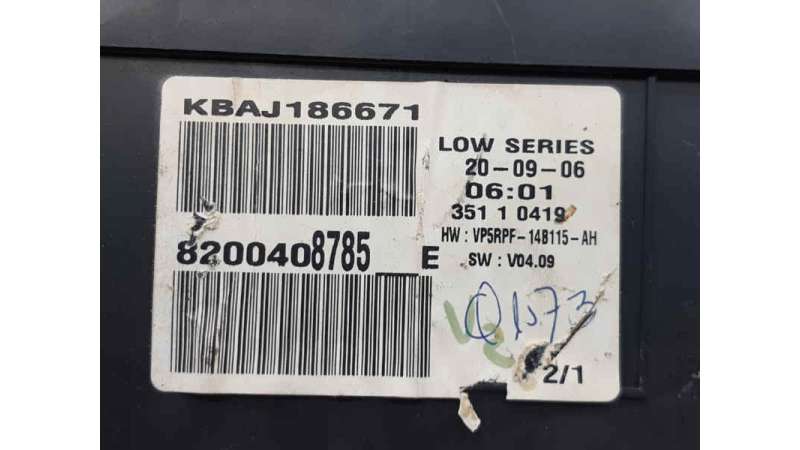 KBAJ186671
LOW SERIES
20-09-06
06:01
351 1 0419
HW : VP5RPF-14B115-AH
SW : V04.09
8200408785__E
2/1